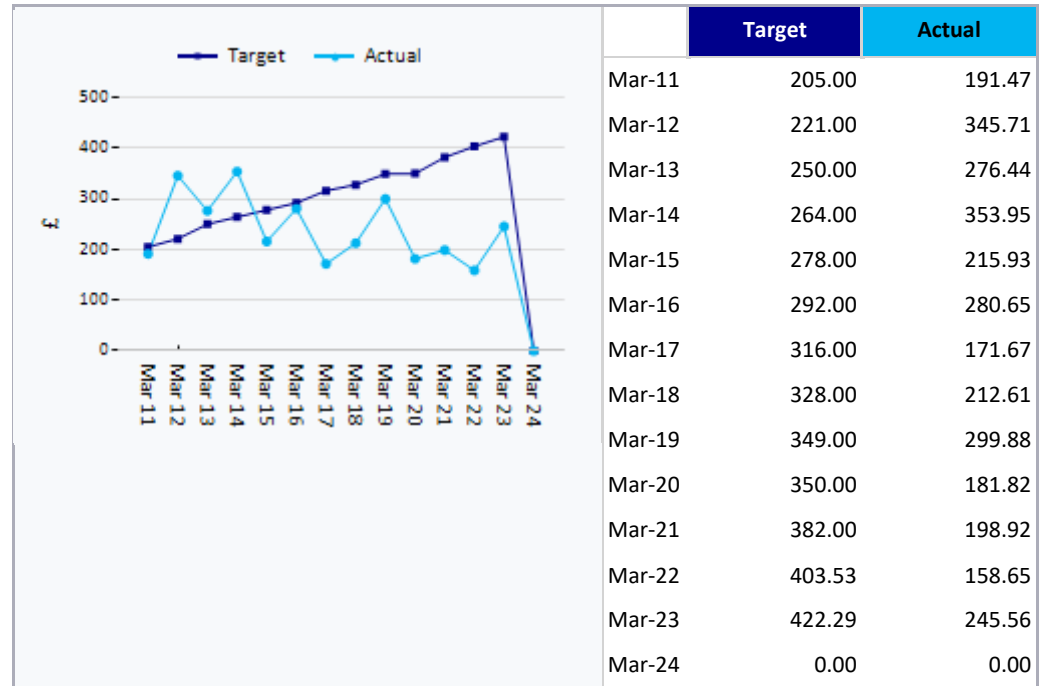 Target Actual
500
400
300
200
100
0
£
Mar 11
Mar 12
Mar 13
Mar 14
Mar 15
Mar 16
Mar 17
Mar 18
Mar 19
Mar 20
Mar 21
Mar 22
Mar 23
Mar 24
Target Actual
Mar-11 205.00 191.47
Mar-12 221.00 345.71
Mar-13 250.00 276.44
Mar-14 264.00 353.95
Mar-15 278.00 215.93
Mar-16 292.00 280.65
Mar-17 316.00 171.67
Mar-18 328.00 212.61
Mar-19 349.00 299.88
Mar-20 350.00 181.82
Mar-21 382.00 198.92
Mar-22 403.53 158.65
Mar-23 422.29 245.56
Mar-24 0.00 0.00